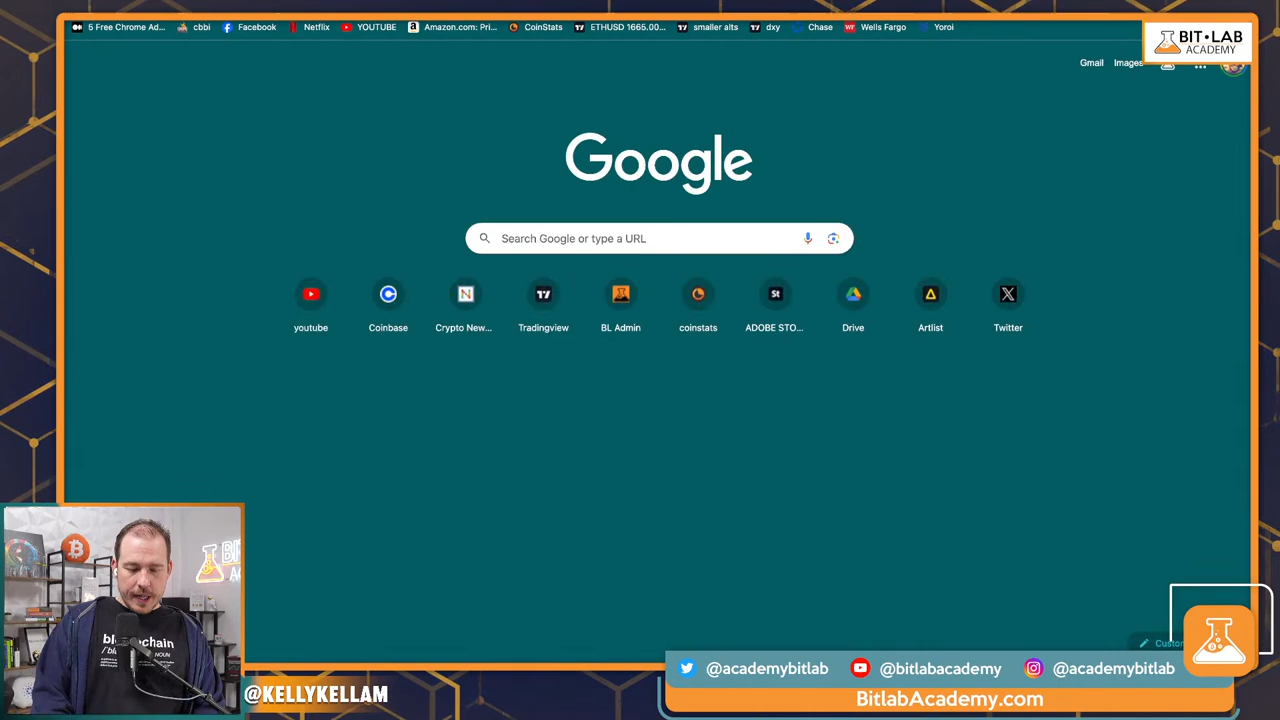 5 Free Chrome Ad... cbbi Facebook Netflix YOUTUBE Amazon.com: Pri... CoinStats ETHUSD 1665.00... smaller alts dxy Chase Wells Fargo Yoroi
BIT•LAB
ACADEMY
Gmail Images
Google
Search Google or type a URL
youtube Coinbase Crypto New... Tradingview BL Admin coinstats ADOBE STO... Drive Artlist Twitter
@KELLYKELLAM
@academybitlab @bitlabacademy @academybitlab
BitlabAcademy.com